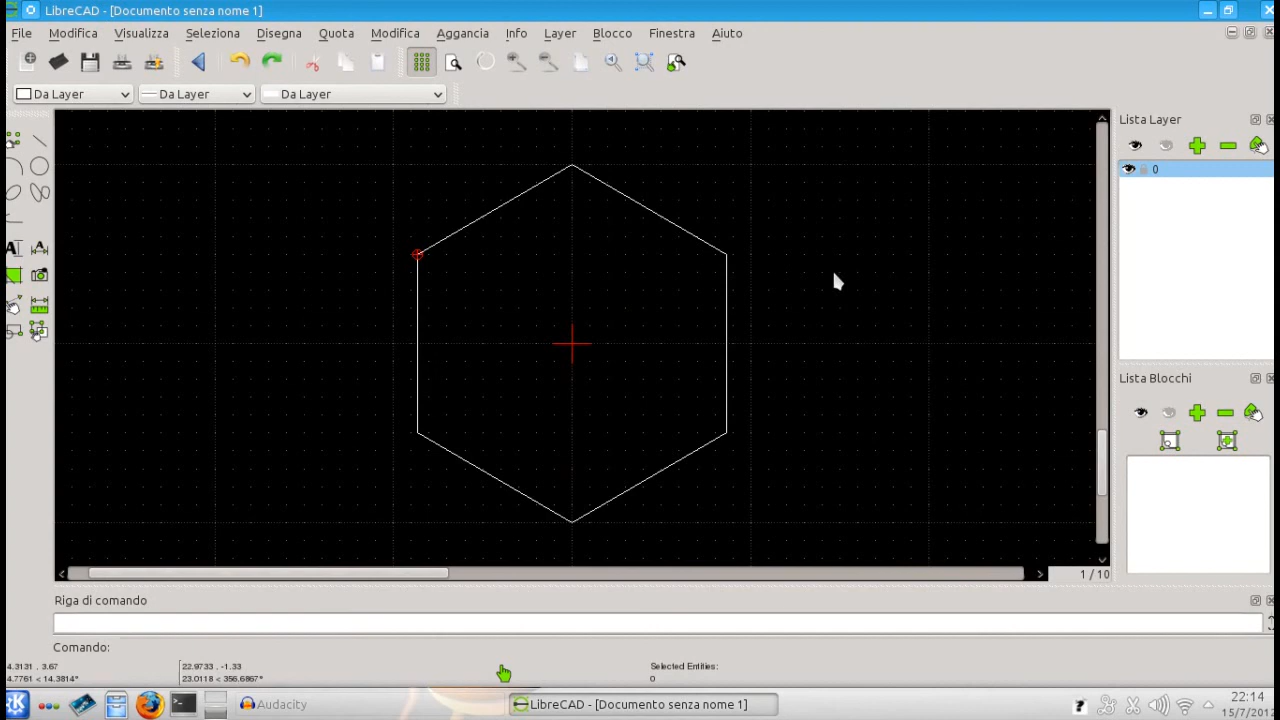 LibreCAD - [Documento senza nome 1]
File Modifica Visualizza Seleziona Disegna Quota Modifica Aggancia Info Layer Blocco Finestra Aiuto
Da Layer Da Layer Da Layer
Lista Layer
0
Lista Blocchi
1 / 10
Riga di comando
Comando:
4.3131 , 3.67 22.9733 , -1.33 Selected Entities:
4.7761 < 14.3814° 23.0118 < 356.6867° 0
Audacity LibreCAD - [Documento senza nome 1] 22:14
15/7/2012